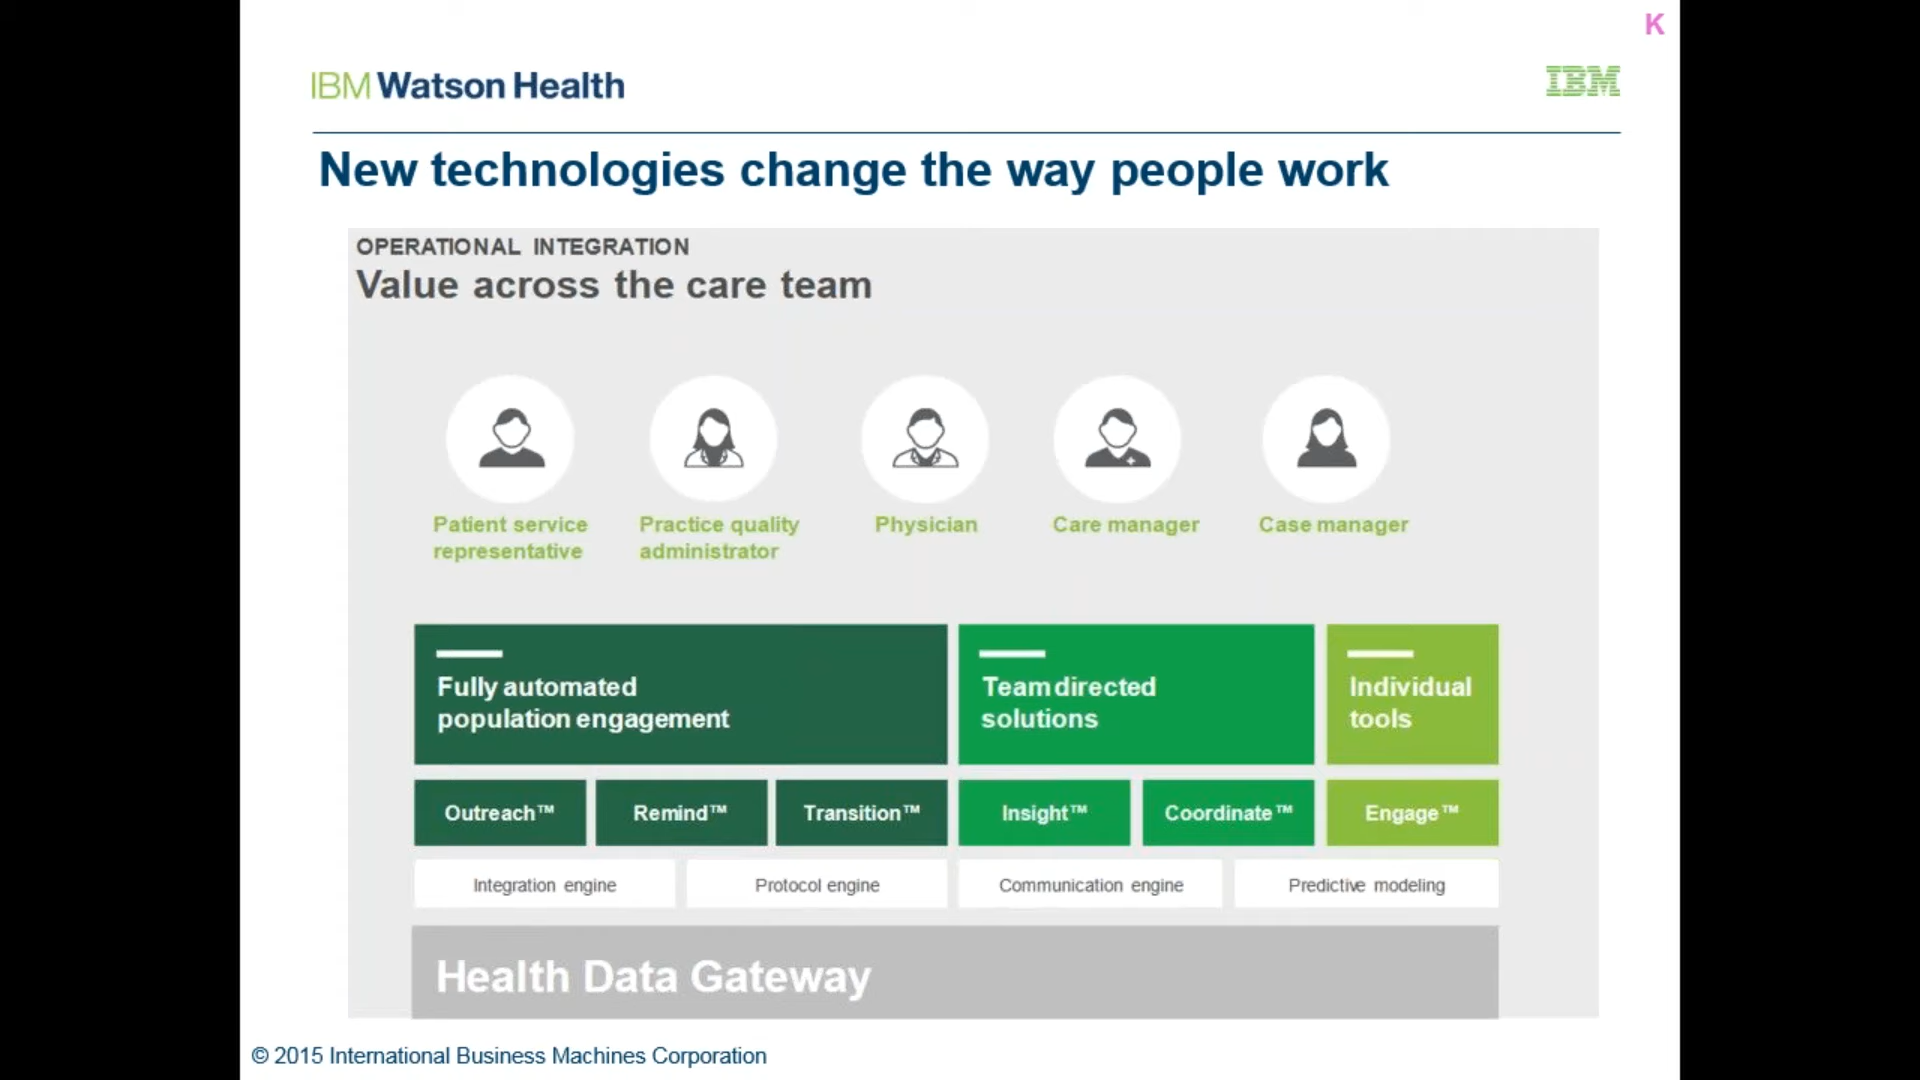 K
IBM Watson Health
IBM
New technologies change the way people work
OPERATIONAL INTEGRATION
Value across the care team
Patient service
representative
Practice quality
administrator
Physician
Care manager
Case manager
Fully automated
population engagement
Team directed
solutions
Individual
tools
Outreach™
Remind™
Transition™
Insight™
Coordinate™
Engage™
Integration engine
Protocol engine
Communication engine
Predictive modeling
Health Data Gateway
© 2015 International Business Machines Corporation